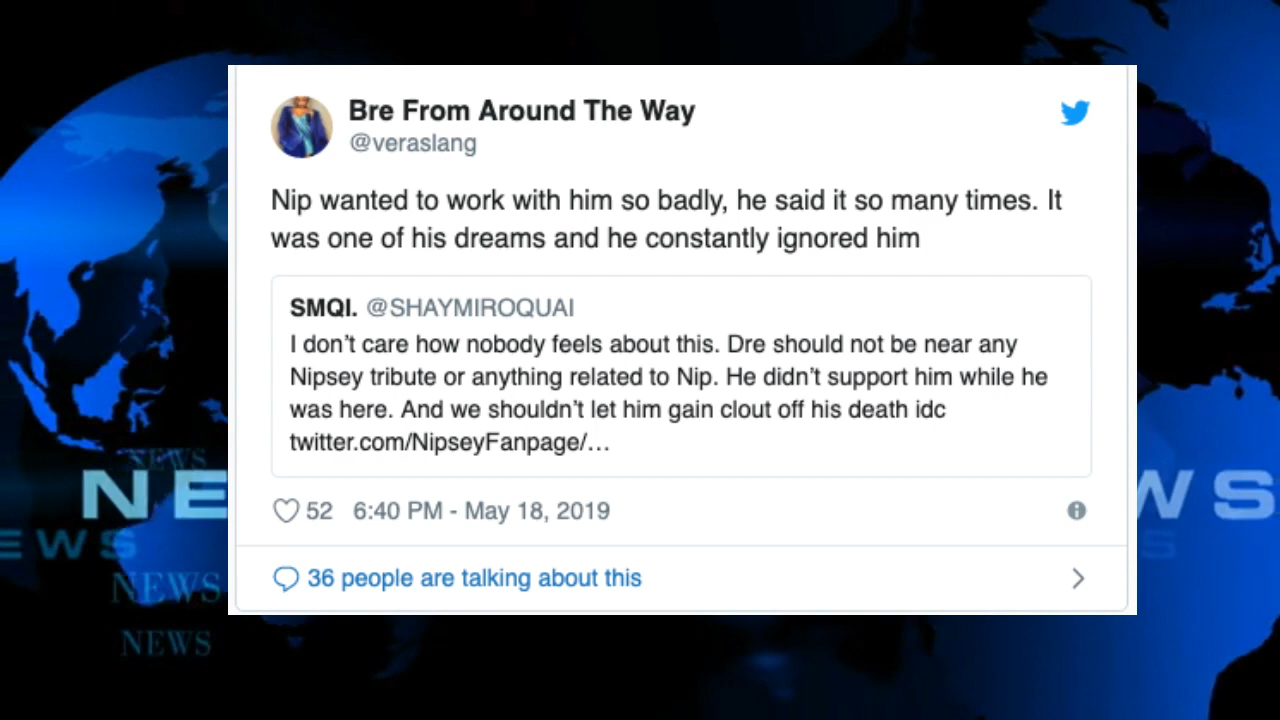 Bre From Around The Way
@veraslang
Nip wanted to work with him so badly, he said it so many times. It
was one of his dreams and he constantly ignored him
SMQI. @SHAYMIROQUAI
I don’t care how nobody feels about this. Dre should not be near any
Nipsey tribute or anything related to Nip. He didn’t support him while he
was here. And we shouldn’t let him gain clout off his death idc
twitter.com/NipseyFanpage/…
52 6:40 PM - May 18, 2019
36 people are talking about this
NEWS
NE
WS
EWS
S
NEWS
NEWS